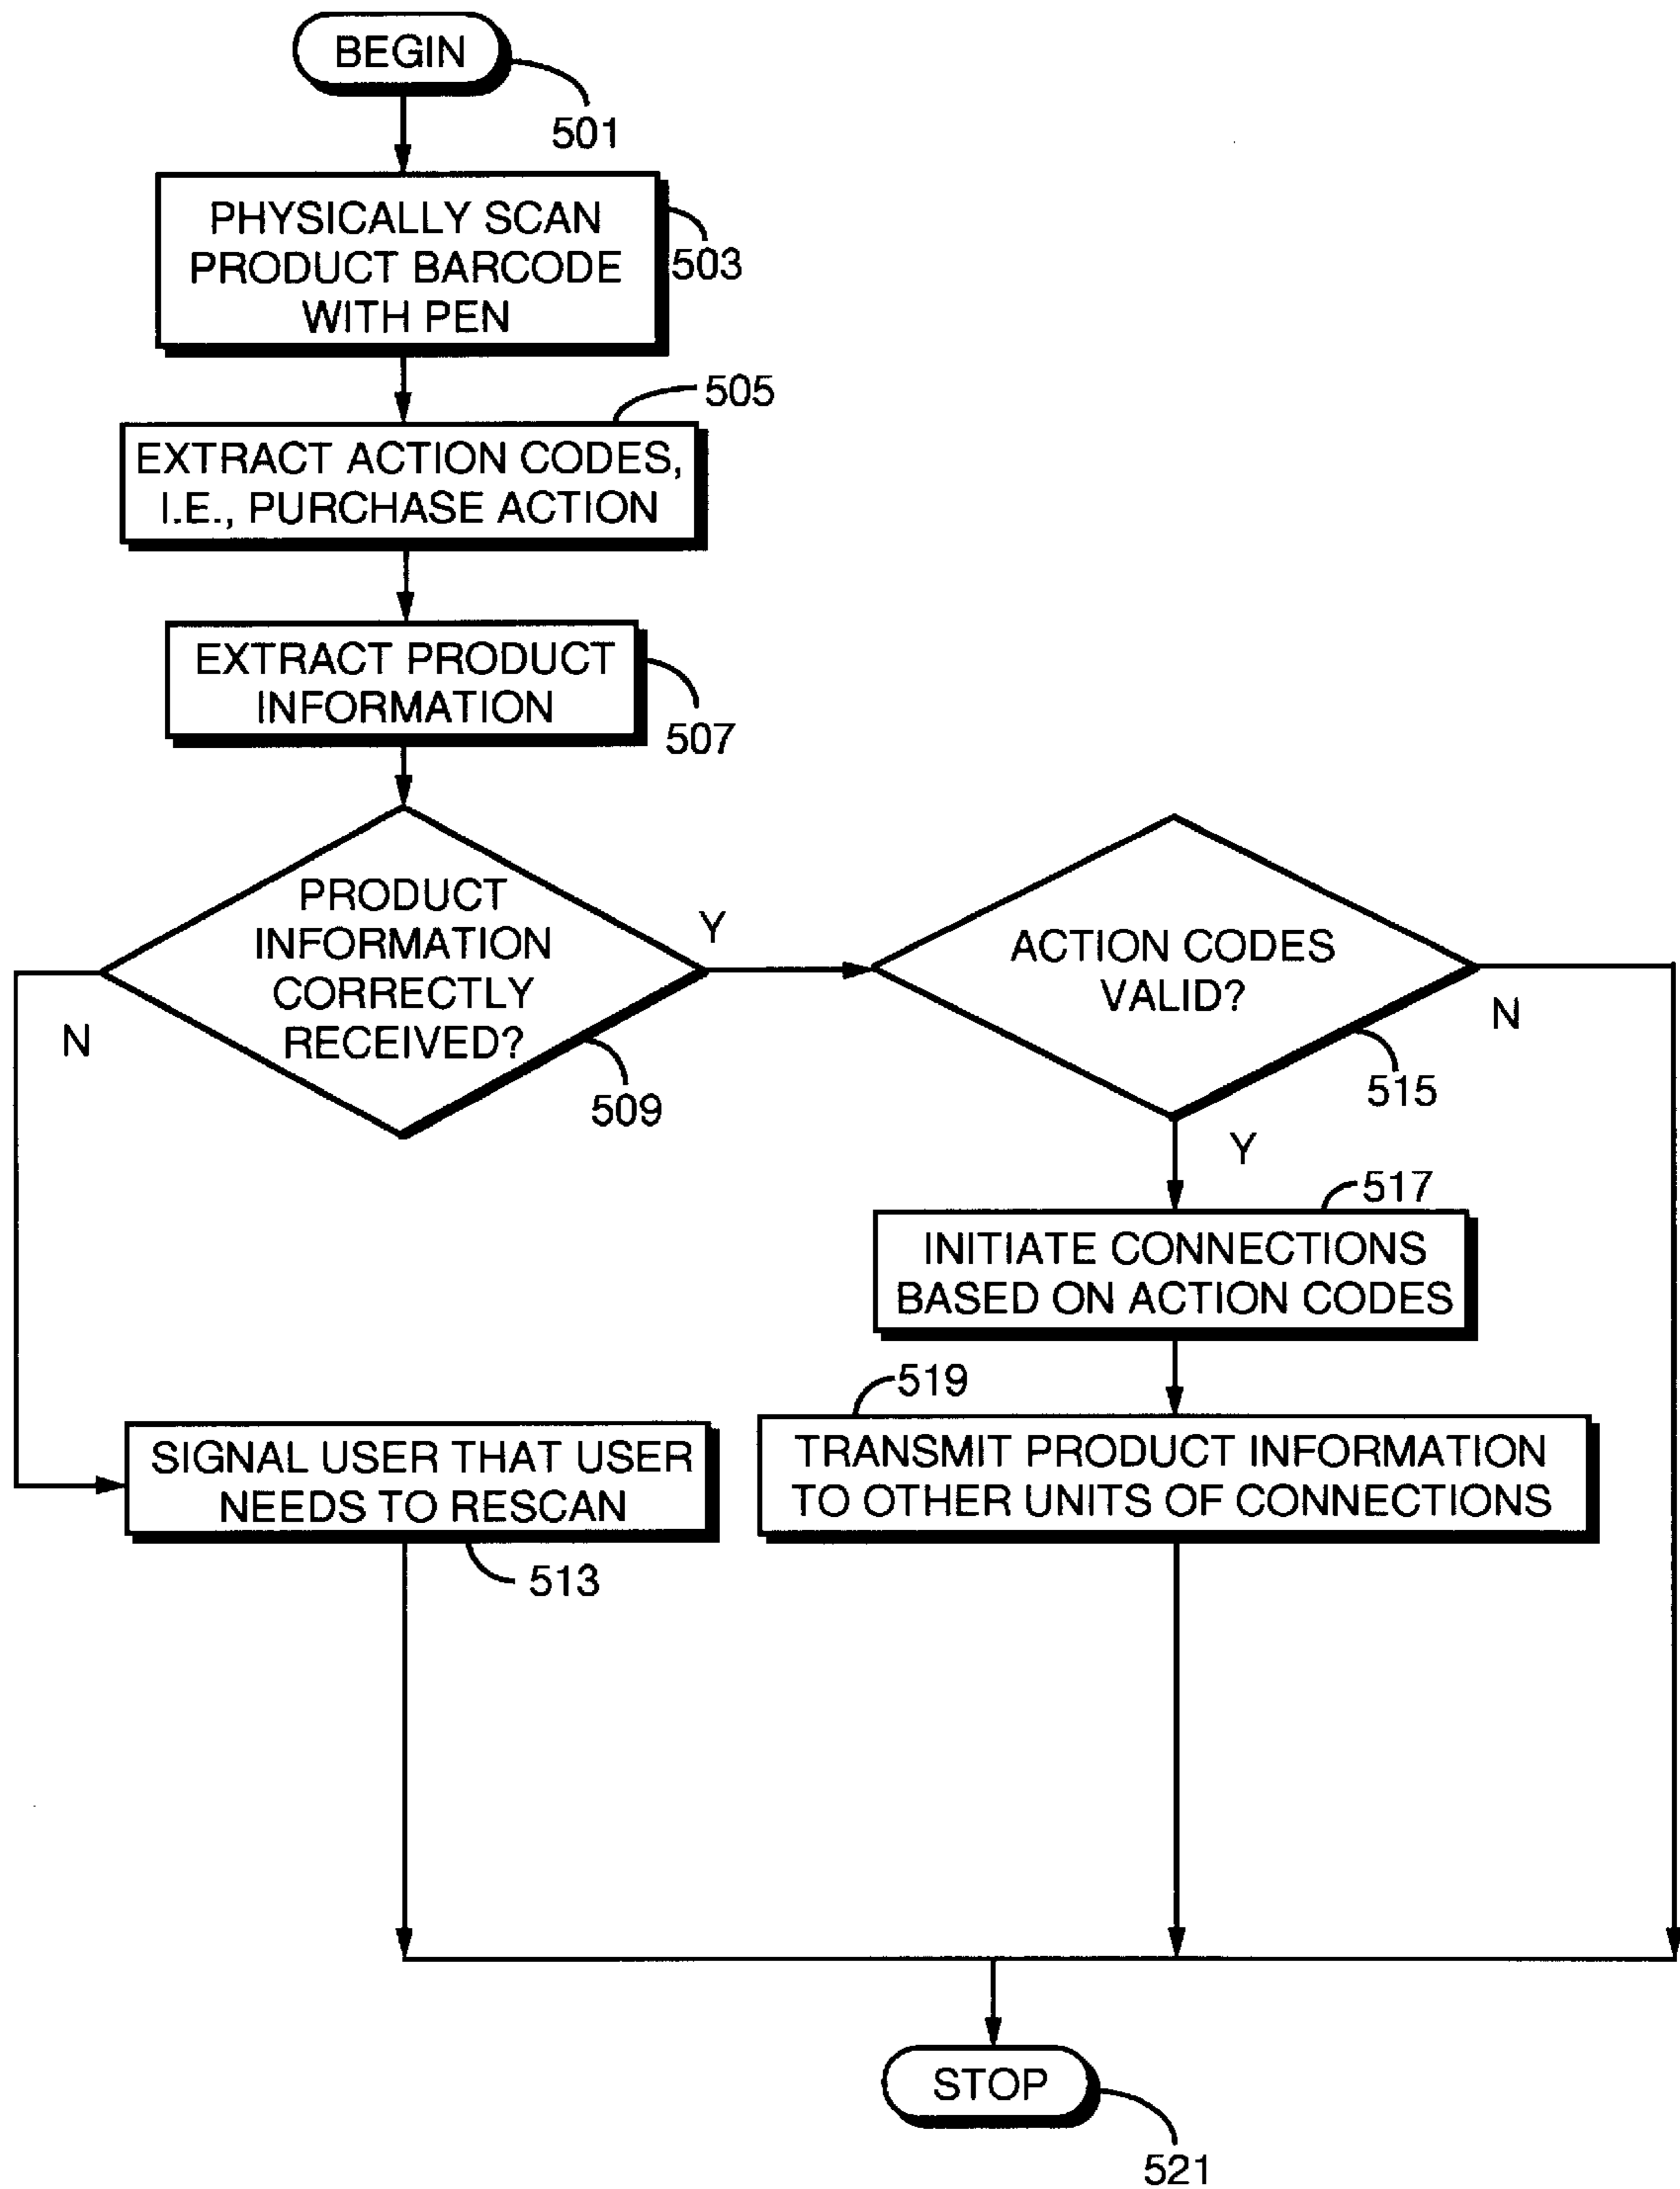 BEGIN
501
PHYSICALLY SCAN
PRODUCT BARCODE
WITH PEN
503
505
EXTRACT ACTION CODES,
I.E., PURCHASE ACTION
EXTRACT PRODUCT
INFORMATION
507
PRODUCT
INFORMATION
CORRECTLY
RECEIVED?
Y
N
509
ACTION CODES
VALID?
N
515
Y
517
INITIATE CONNECTIONS
BASED ON ACTION CODES
519
TRANSMIT PRODUCT INFORMATION
TO OTHER UNITS OF CONNECTIONS
SIGNAL USER THAT USER
NEEDS TO RESCAN
513
STOP
521